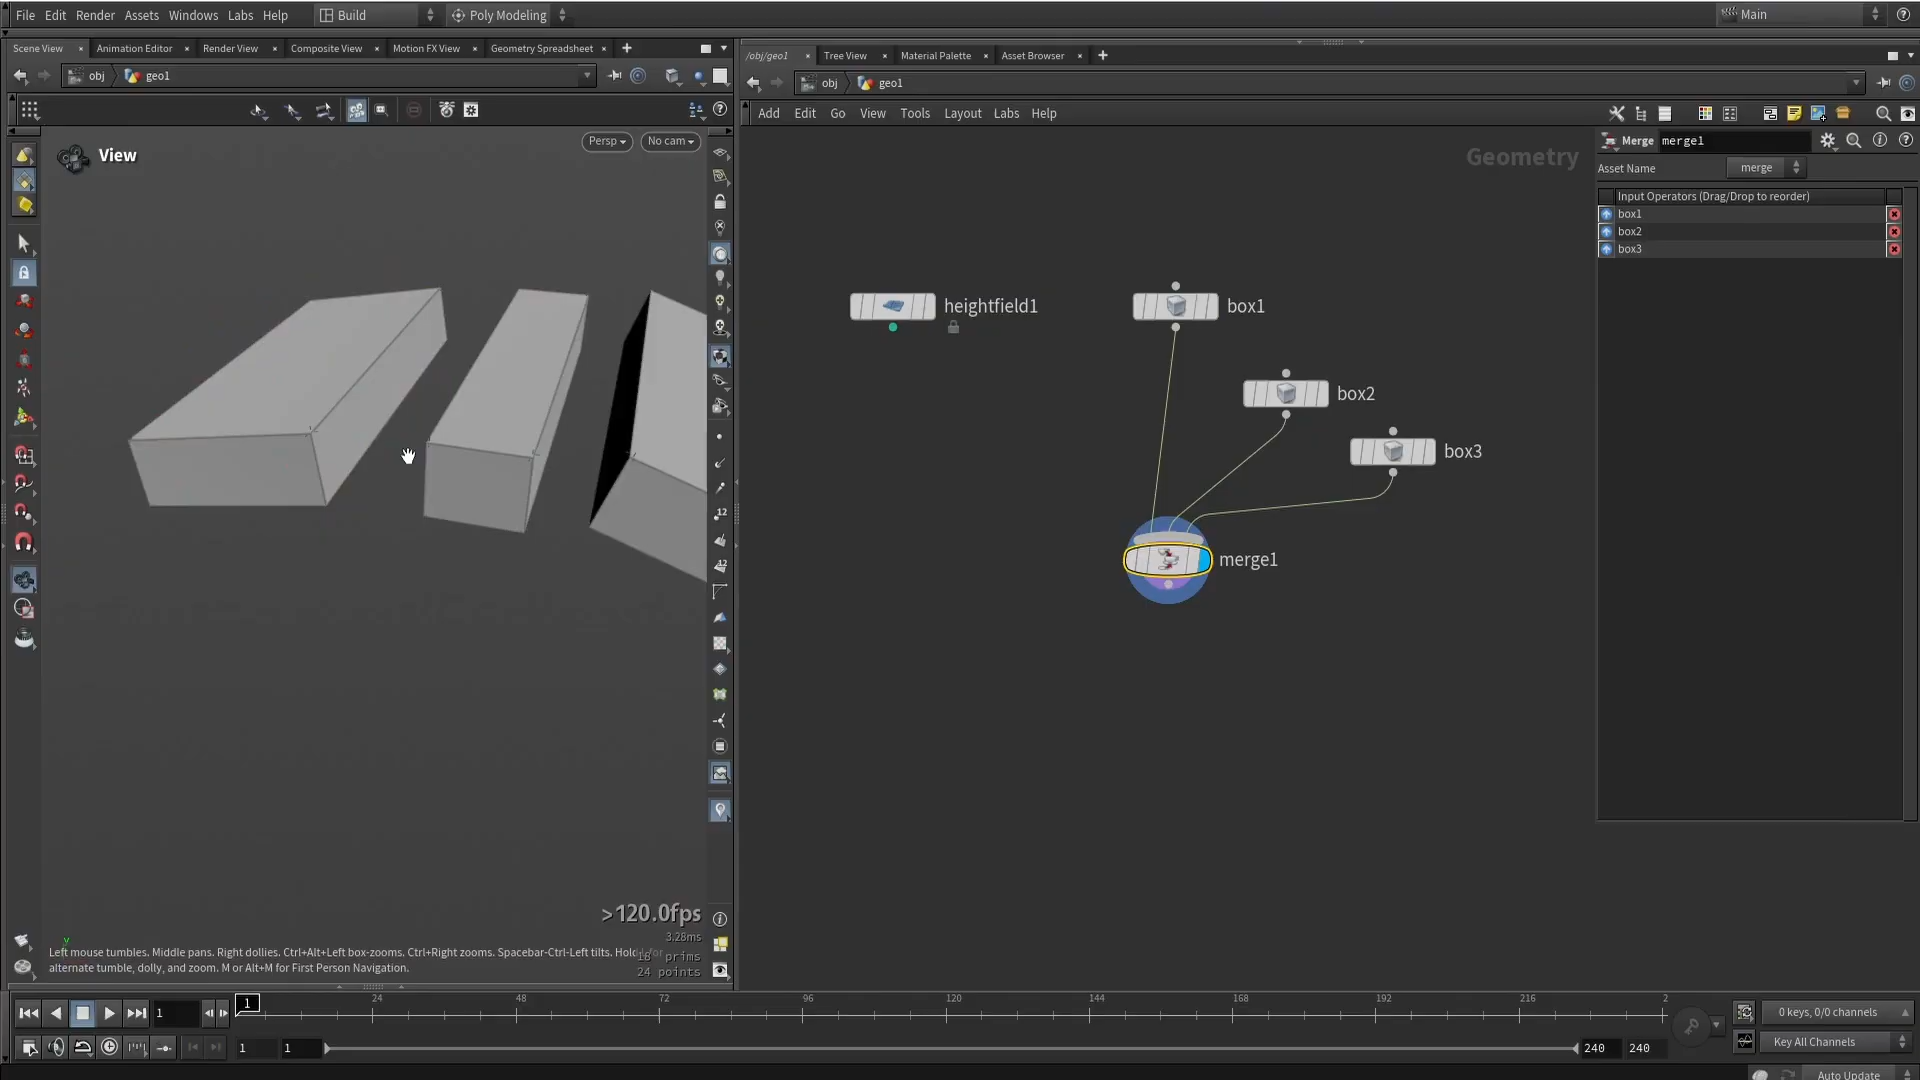 File Edit Render Assets Windows Labs Help Build Poly Modeling Main
Scene View Animation Editor Render View Composite View Motion FX View Geometry Spreadsheet
/obj/geo1 Tree View Material Palette Asset Browser
obj geo1
obj geo1
Add Edit Go View Tools Layout Labs Help
View
Persp No cam
Geometry
Merge merge1
Asset Name merge
Input Operators (Drag/Drop to reorder)
box1
box2
box3
heightfield1
box1
box2
box3
merge1
12
12
>120.0fps
3.28ms
18 prims
24 points
Left mouse tumbles. Middle pans. Right dollies. Ctrl+Alt+Left box-zooms. Ctrl+Right zooms. Spacebar-Ctrl-Left tilts. Hold
alternate tumble, dolly, and zoom. M or Alt+M for First Person Navigation.
y
1 1 24 48 72 96 120 144 168 192 216 2
0 keys, 0/0 channels
1 1 240 240
Key All Channels
Auto Update